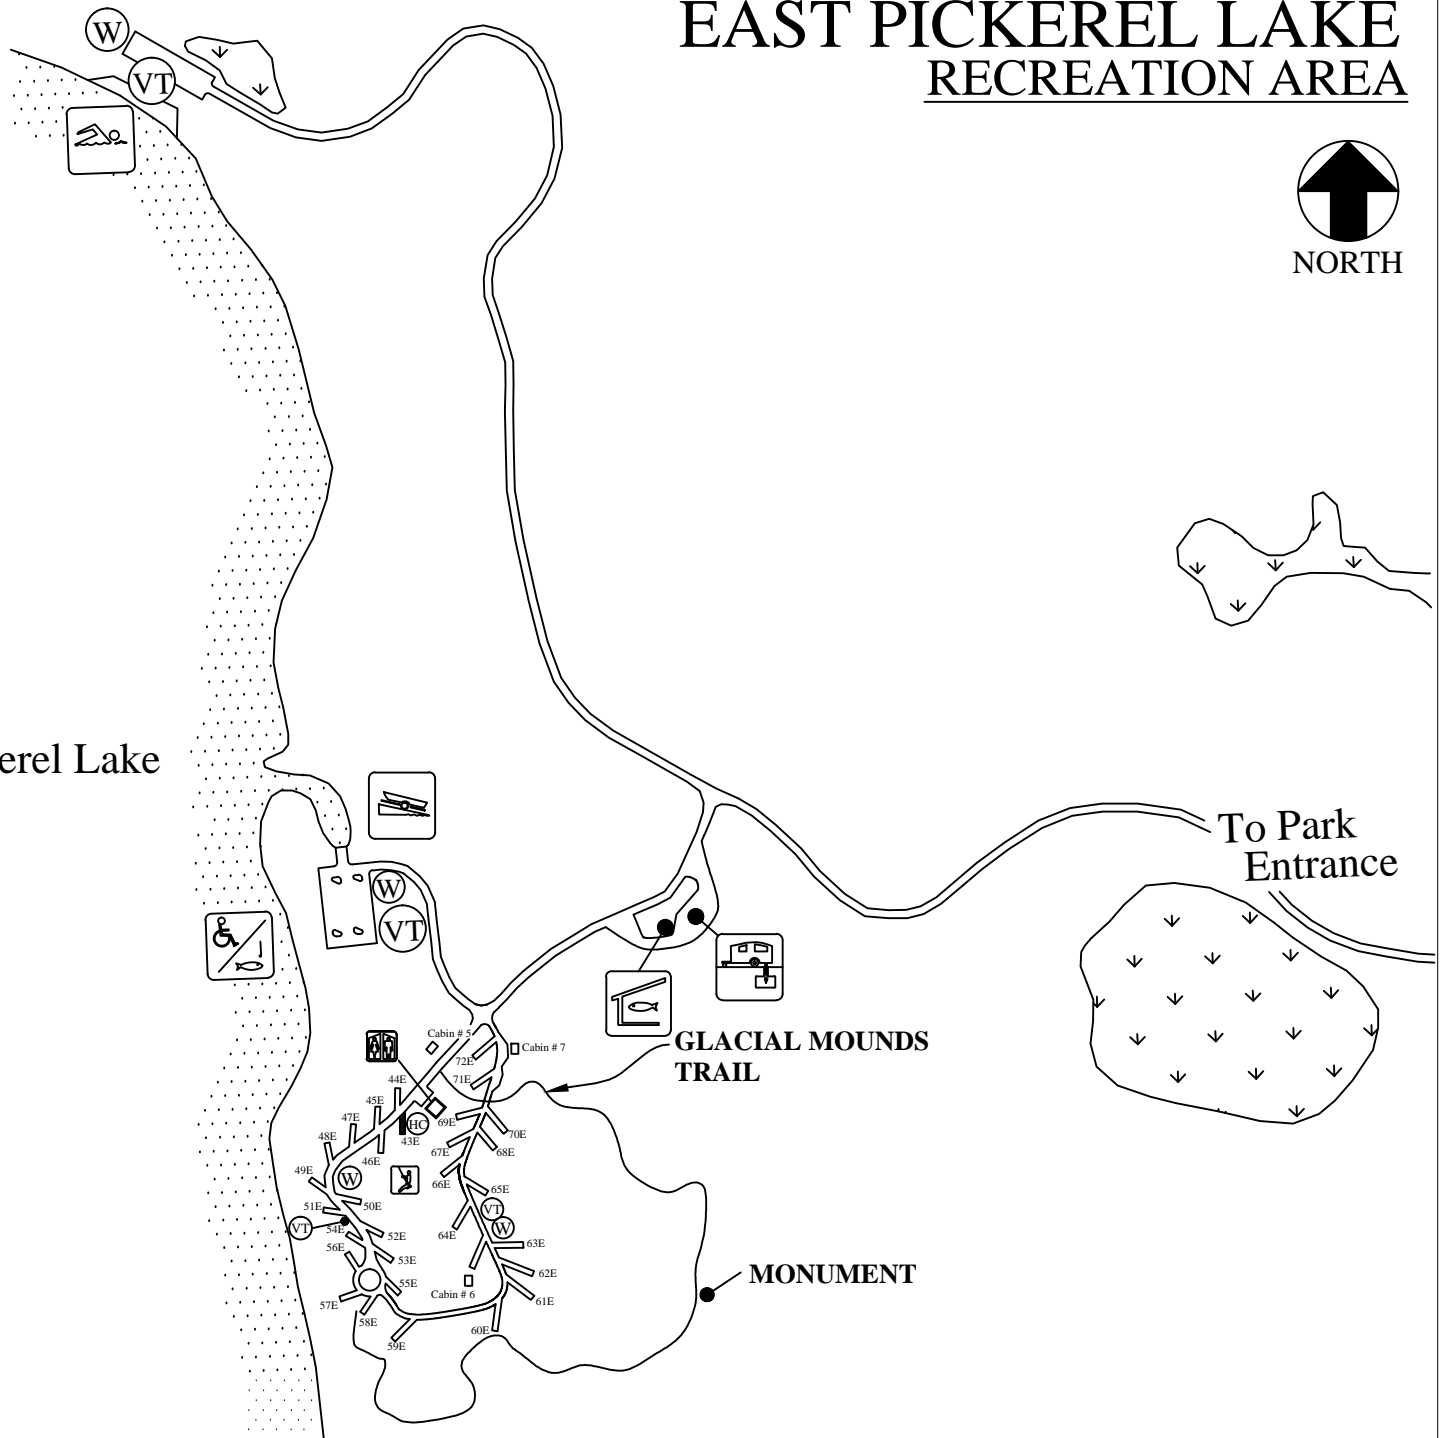 EAST PICKEREL LAKE
RECREATION AREA
W
VT
NORTH
erel Lake
To Park
Entrance
W
VT
GLACIAL MOUNDS
TRAIL
MONUMENT
Cabin # 5
Cabin # 7
72E
71E
44E
45E
HC
43E
69E
70E
47E
48E
46E
67E
68E
49E
W
66E
65E
51E
50E
VT
54E
52E
VT
W
64E
56E
53E
63E
55E
62E
Cabin # 6
57E
58E
61E
60E
59E